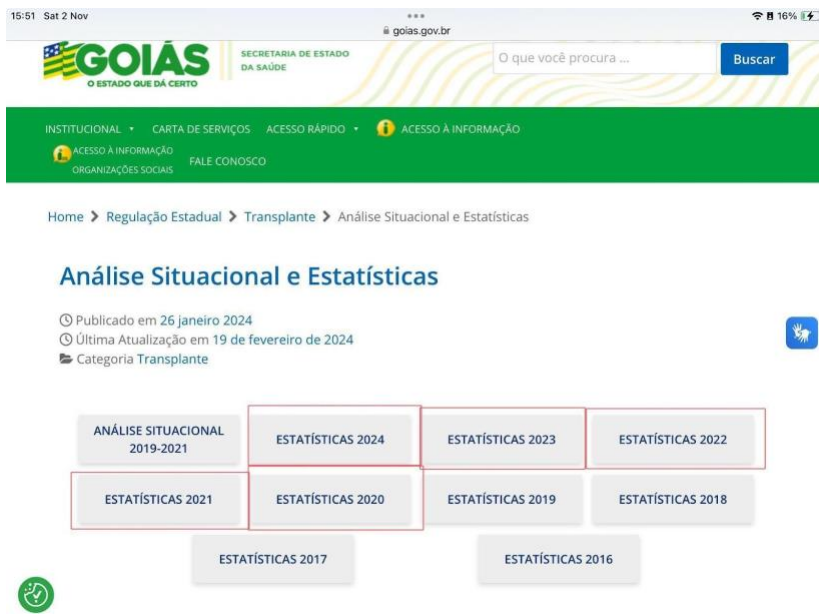 15:51 Sat 2 Nov
16%
goias.gov.br
GOIÁS
O ESTADO QUE DÁ CERTO
SECRETARIA DE ESTADO
DA SAÚDE
O que você procura ...
Buscar
INSTITUCIONAL CARTA DE SERVIÇOS ACESSO RÁPIDO ACESSO À INFORMAÇÃO
ACESSO À INFORMAÇÃO
ORGANIZAÇÕES SOCIAIS
FALE CONOSCO
Home > Regulação Estadual > Transplante > Análise Situacional e Estatísticas
Análise Situacional e Estatísticas
Publicado em 26 janeiro 2024
Última Atualização em 19 de fevereiro de 2024
Categoria Transplante
ANÁLISE SITUACIONAL
2019-2021
ESTATÍSTICAS 2024
ESTATÍSTICAS 2023
ESTATÍSTICAS 2022
ESTATÍSTICAS 2021
ESTATÍSTICAS 2020
ESTATÍSTICAS 2019
ESTATÍSTICAS 2018
ESTATÍSTICAS 2017
ESTATÍSTICAS 2016